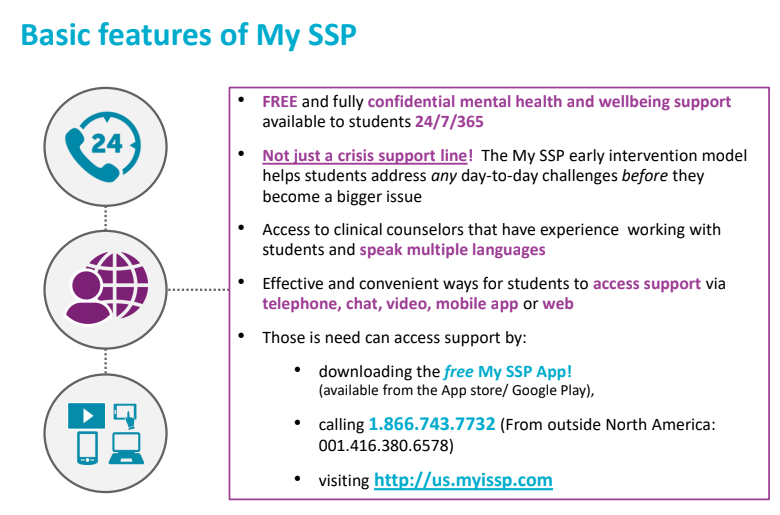 Basic features of My SSP
24
• FREE and fully confidential mental health and wellbeing support
available to students 24/7/365
• Not just a crisis support line! The My SSP early intervention model
helps students address any day-to-day challenges before they
become a bigger issue
• Access to clinical counselors that have experience working with
students and speak multiple languages
• Effective and convenient ways for students to access support via
telephone, chat, video, mobile app or web
• Those is need can access support by:
• downloading the free My SSP App!
(available from the App store/ Google Play),
• calling 1.866.743.7732 (From outside North America:
001.416.380.6578)
• visiting http://us.myissp.com